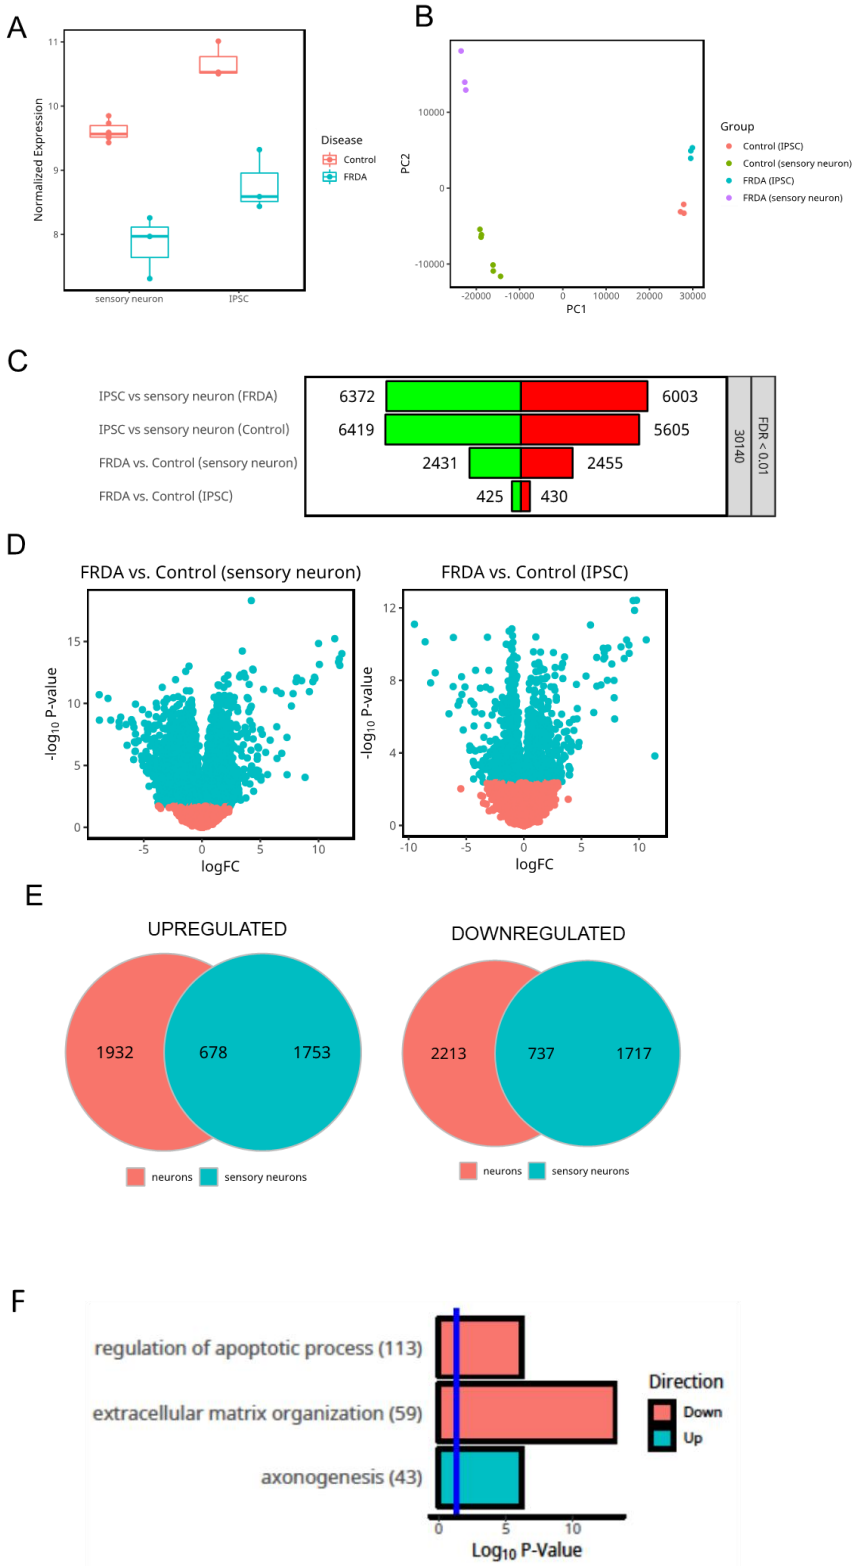 A
11
10
9
8
Normalized Expression
sensory neuron
IPSC
Disease
Control
FRDA
B
10000
0
-10000
PC2
-20000
-10000
0
10000
20000
30000
PC1
Group
Control (IPSC)
Control (sensory neuron)
FRDA (IPSC)
FRDA (sensory neuron)
C
IPSC vs sensory neuron (FRDA)
6372
6003
IPSC vs sensory neuron (Control)
6419
5605
FRDA vs. Control (sensory neuron)
2431
2455
FRDA vs. Control (IPSC)
425
430
30140
FDR < 0.01
D
FRDA vs. Control (sensory neuron)
15
10
5
0
-log10 P-value
-5
0
5
10
logFC
FRDA vs. Control (IPSC)
12
8
4
0
-log10 P-value
-10
-5
0
5
10
logFC
E
UPREGULATED
1932
678
1753
neurons
sensory neurons
DOWNREGULATED
2213
737
1717
neurons
sensory neurons
F
regulation of apoptotic process (113)
extracellular matrix organization (59)
axonogenesis (43)
0
5
10
Log10 P-Value
Direction
Down
Up